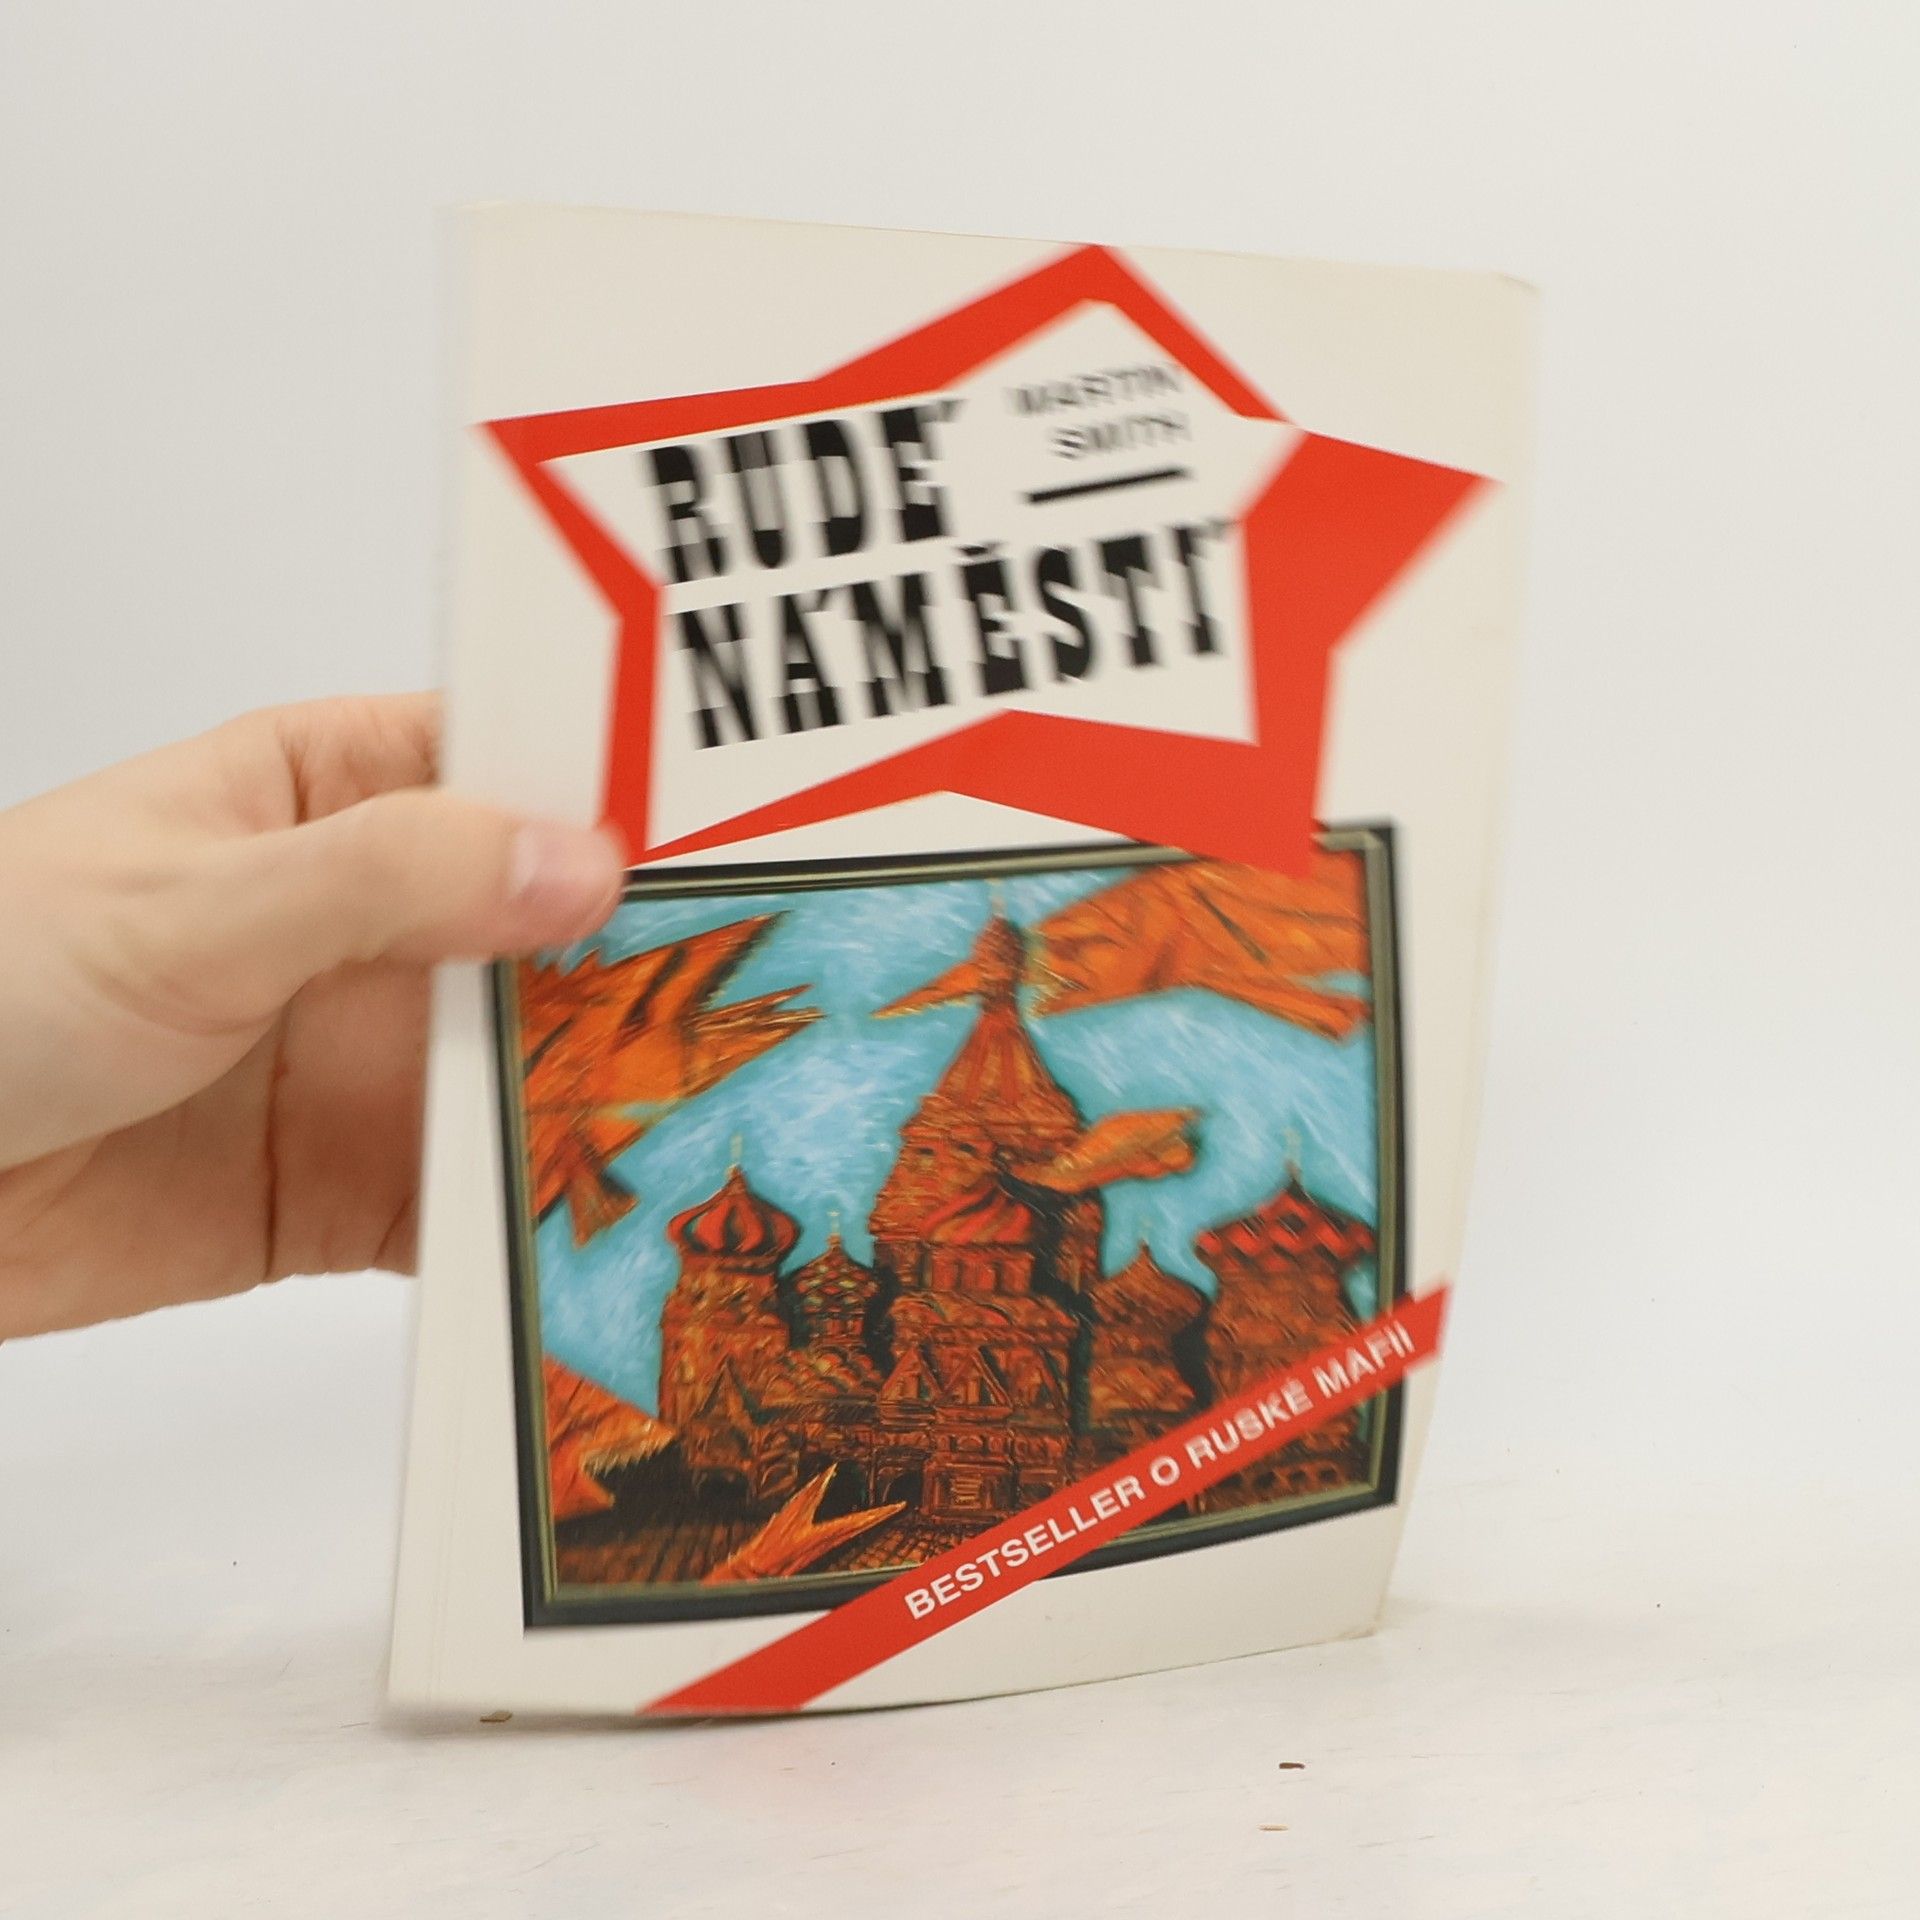 MARTIN
SMITH
RUDÉ
NÁMĚSTÍ
BESTSELLER O RUSKÉ MAFII